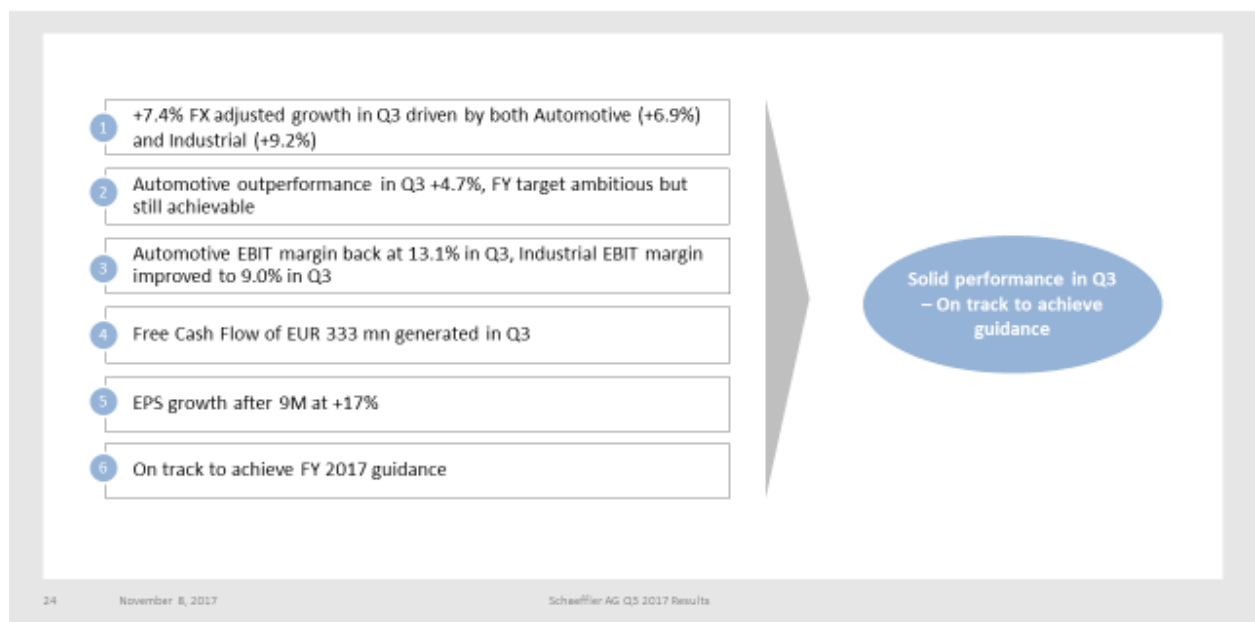 1
+7.4% FX adjusted growth in Q3 driven by both Automotive (+6.9%)
and Industrial (+9.2%)
2
Automotive outperformance in Q3 +4.7%, FY target ambitious but
still achievable
3
Automotive EBIT margin back at 13.1% in Q3, Industrial EBIT margin
improved to 9.0% in Q3
4
Free Cash Flow of EUR 333 mn generated in Q3
5
EPS growth after 9M at +17%
6
On track to achieve FY 2017 guidance
Solid performance in Q3
– On track to achieve
guidance
24
November 8, 2017
Schaeffler AG Q3 2017 Results